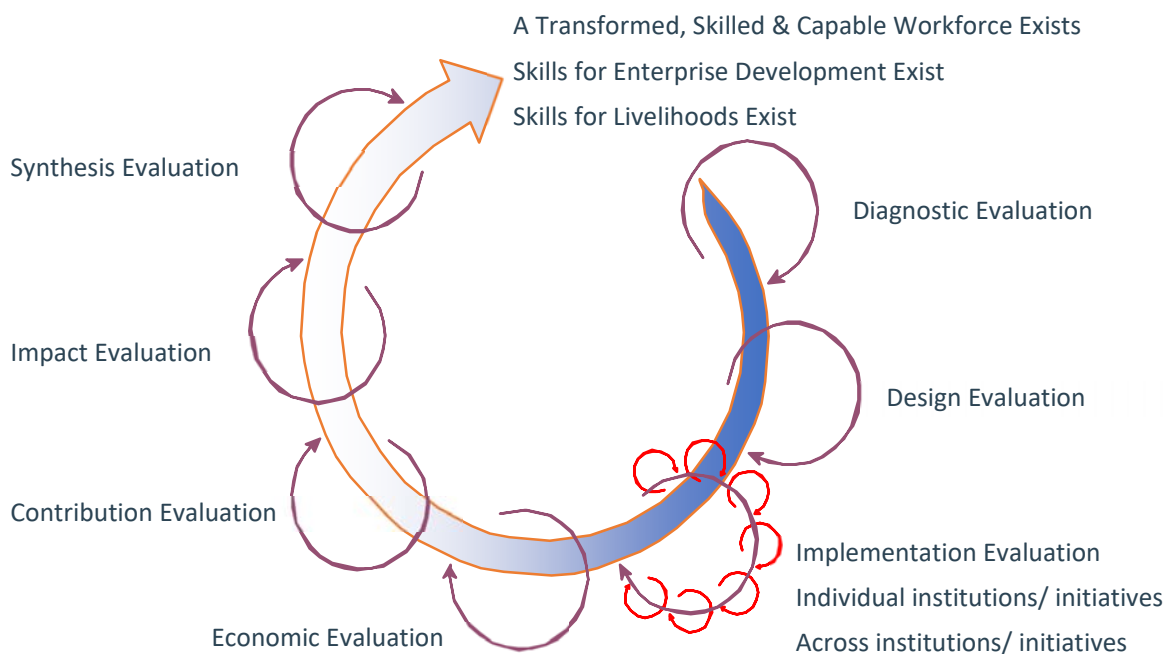 A Transformed, Skilled & Capable Workforce Exists
Skills for Enterprise Development Exist
Skills for Livelihoods Exist
Diagnostic Evaluation
Design Evaluation
Implementation Evaluation
Individual institutions/ initiatives
Across institutions/ initiatives
Economic Evaluation
Contribution Evaluation
Impact Evaluation
Synthesis Evaluation